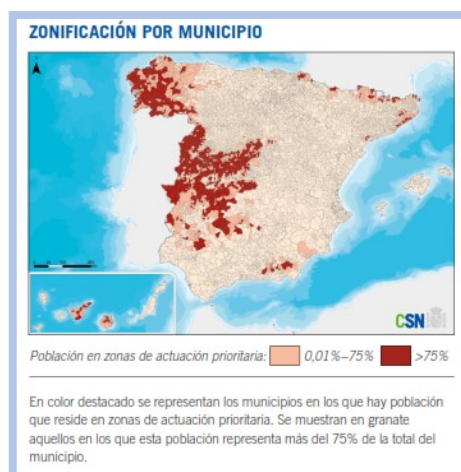 ZONIFICACIÓN POR MUNICIPIO
CSN
Población en zonas de actuación prioritaria: 0,01%–75% >75%
En color destacado se representan los municipios en los que hay población
que reside en zonas de actuación prioritaria. Se muestran en granate
aquellos en los que esta población representa más del 75% de la total del
municipio.